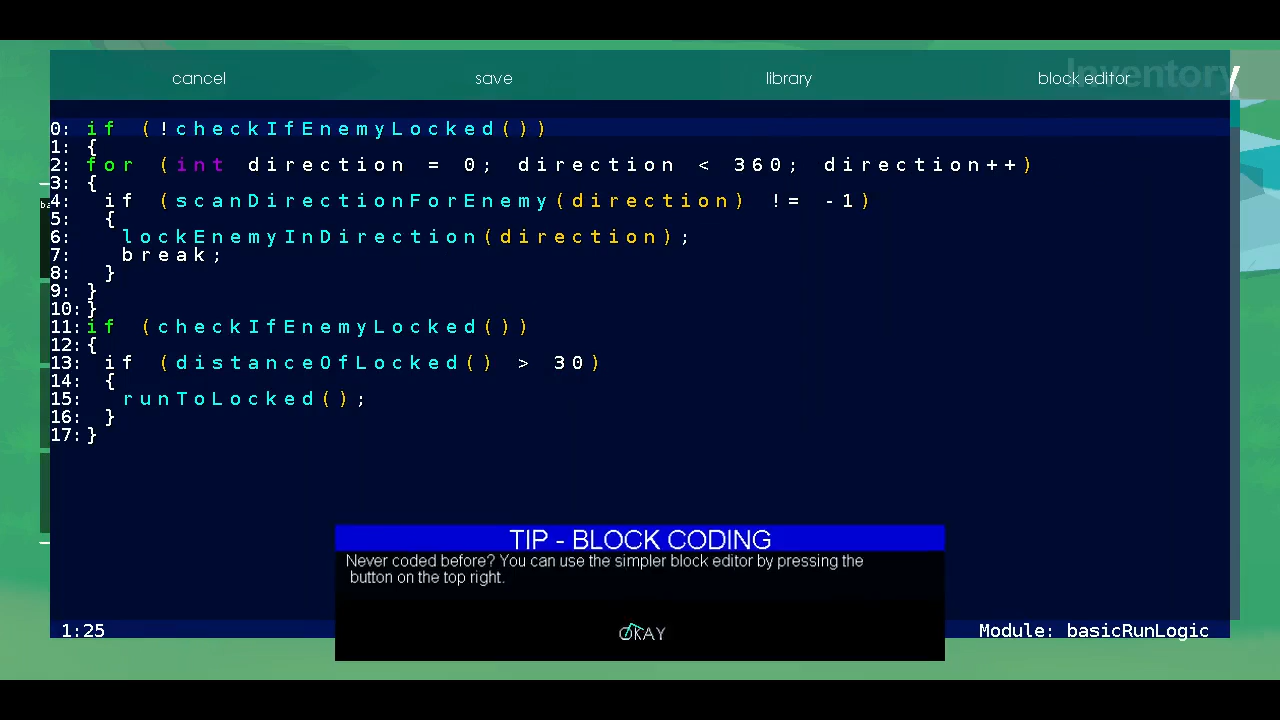 Inventory
cancel save library block editor
0: if (!checkIfEnemyLocked())
1: {
2: for (int direction = 0; direction < 360; direction++)
3: {
4:  if (scanDirectionForEnemy(direction) != -1)
5:  {
6:   lockEnemyInDirection(direction);
7:   break;
8:  }
9: }
10: }
11: if (checkIfEnemyLocked())
12: {
13:  if (distanceOfLocked() > 30)
14:  {
15:   runToLocked();
16:  }
17: }
TIP - BLOCK CODING
Never coded before? You can use the simpler block editor by pressing the
button on the top right.
OKAY
1:25 Module: basicRunLogic